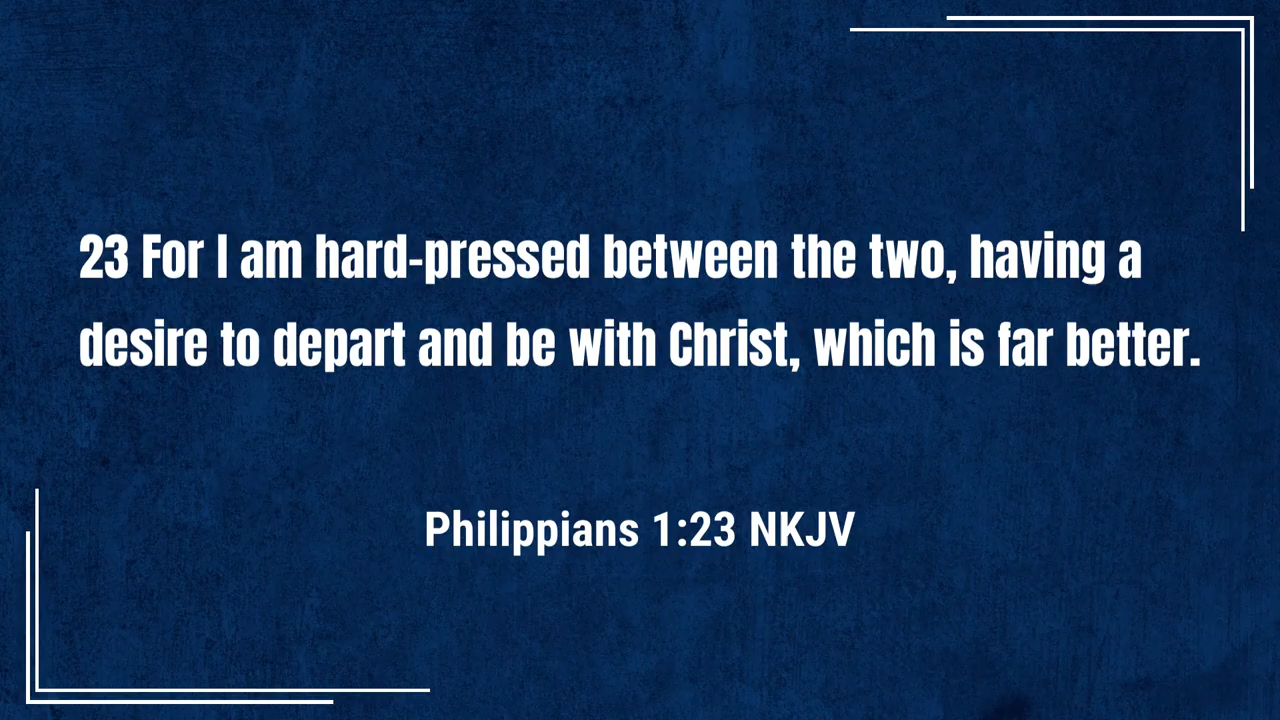 23 For I am hard-pressed between the two, having a
desire to depart and be with Christ, which is far better.
Philippians 1:23 NKJV